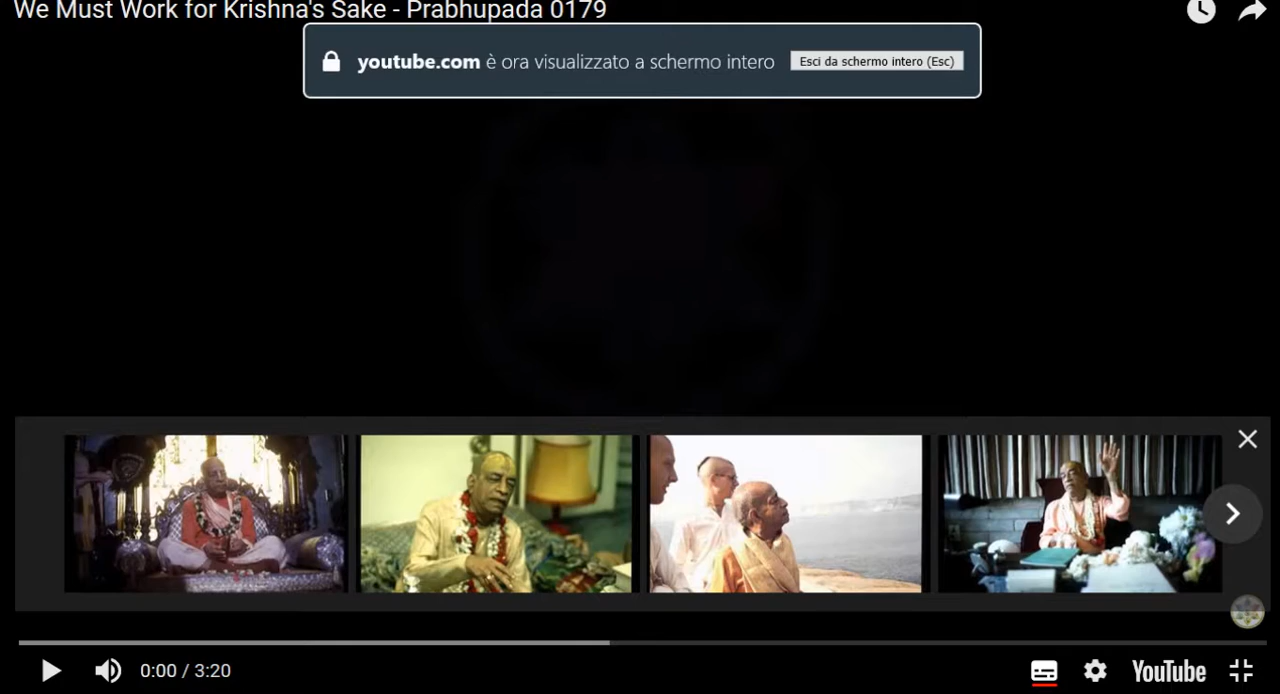 We Must Work for Krishna's Sake - Prabhupada 0179
youtube.com è ora visualizzato a schermo intero
Esci da schermo intero (Esc)
0:00 / 3:20
YouTube